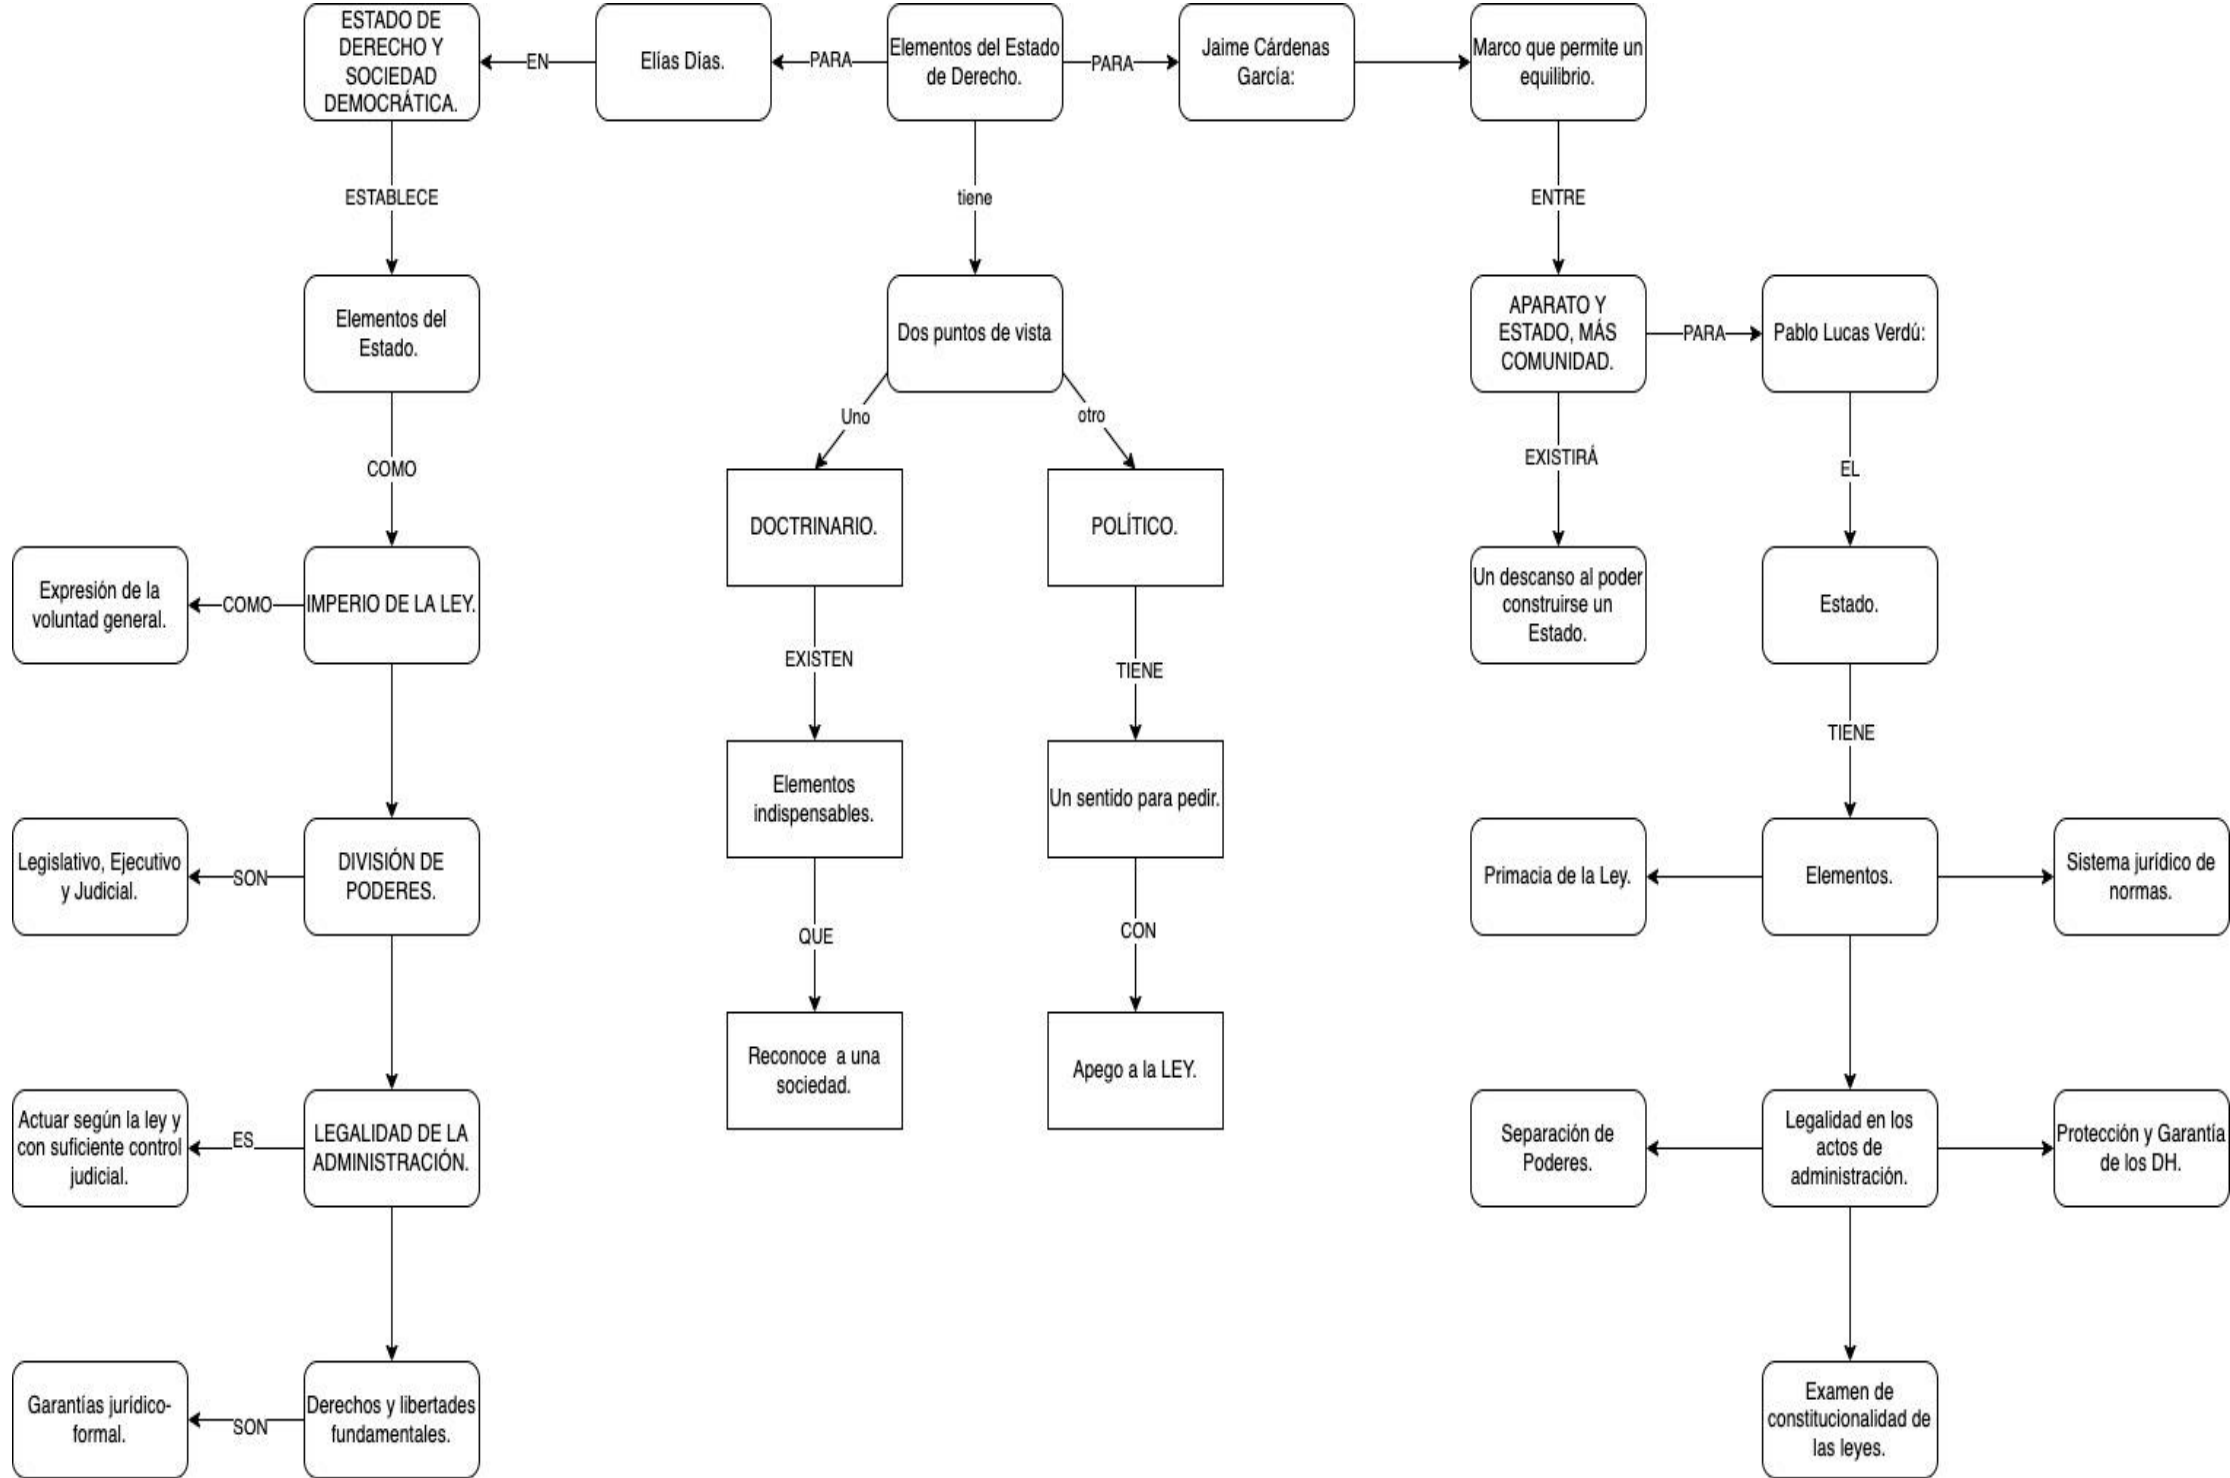 ESTADO DE
DERECHO Y
SOCIEDAD
DEMOCRÁTICA.
EN
Elías Días.
PARA
Elementos del Estado
de Derecho.
PARA
Jaime Cárdenas
García:
Marco que permite un
equilibrio.
ESTABLECE
tiene
ENTRE
Elementos del
Estado.
Dos puntos de vista
APARATO Y
ESTADO, MÁS
COMUNIDAD.
PARA
Pablo Lucas Verdú:
COMO
Uno
otro
EXISTIRÁ
EL
DOCTRINARIO.
POLÍTICO.
Expresión de la
voluntad general.
COMO
IMPERIO DE LA LEY.
Un descanso al poder
construirse un
Estado.
Estado.
EXISTEN
TIENE
TIENE
Elementos
indispensables.
Un sentido para pedir.
Legislativo, Ejecutivo
y Judicial.
SON
DIVISIÓN DE
PODERES.
Primacia de la Ley.
Elementos.
Sistema jurídico de
normas.
QUE
CON
Reconoce  a una
sociedad.
Apego a la LEY.
Actuar según la ley y
con suficiente control
judicial.
ES
LEGALIDAD DE LA
ADMINISTRACIÓN.
Separación de
Poderes.
Legalidad en los
actos de
administración.
Protección y Garantía
de los DH.
Garantías jurídico-
formal.
SON
Derechos y libertades
fundamentales.
Examen de
constitucionalidad de
las leyes.